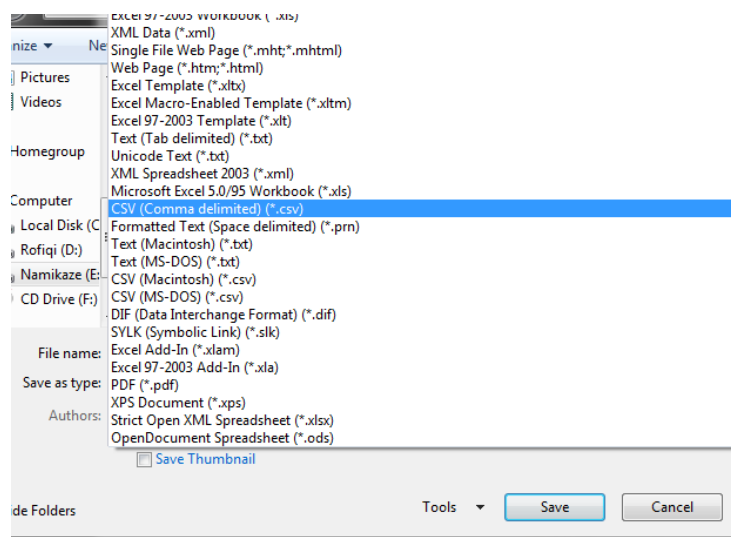 Excel 97-2003 Workbook (*.xls)
XML Data (*.xml)
nize Ne
Single File Web Page (*.mht;*.mhtml)
Web Page (*.htm;*.html)
Pictures
Excel Template (*.xltx)
Videos
Excel Macro-Enabled Template (*.xltm)
Excel 97-2003 Template (*.xlt)
Text (Tab delimited) (*.txt)
Homegroup
Unicode Text (*.txt)
XML Spreadsheet 2003 (*.xml)
Microsoft Excel 5.0/95 Workbook (*.xls)
Computer
CSV (Comma delimited) (*.csv)
Local Disk (C
Formatted Text (Space delimited) (*.prn)
Text (Macintosh) (*.txt)
Rofiqi (D:)
Text (MS-DOS) (*.txt)
Namikaze (E:
CSV (Macintosh) (*.csv)
CD Drive (F:)
CSV (MS-DOS) (*.csv)
DIF (Data Interchange Format) (*.dif)
SYLK (Symbolic Link) (*.slk)
File name:
Excel Add-In (*.xlam)
Excel 97-2003 Add-In (*.xla)
Save as type:
PDF (*.pdf)
XPS Document (*.xps)
Authors:
Strict Open XML Spreadsheet (*.xlsx)
OpenDocument Spreadsheet (*.ods)
Save Thumbnail
de Folders
Tools Save Cancel